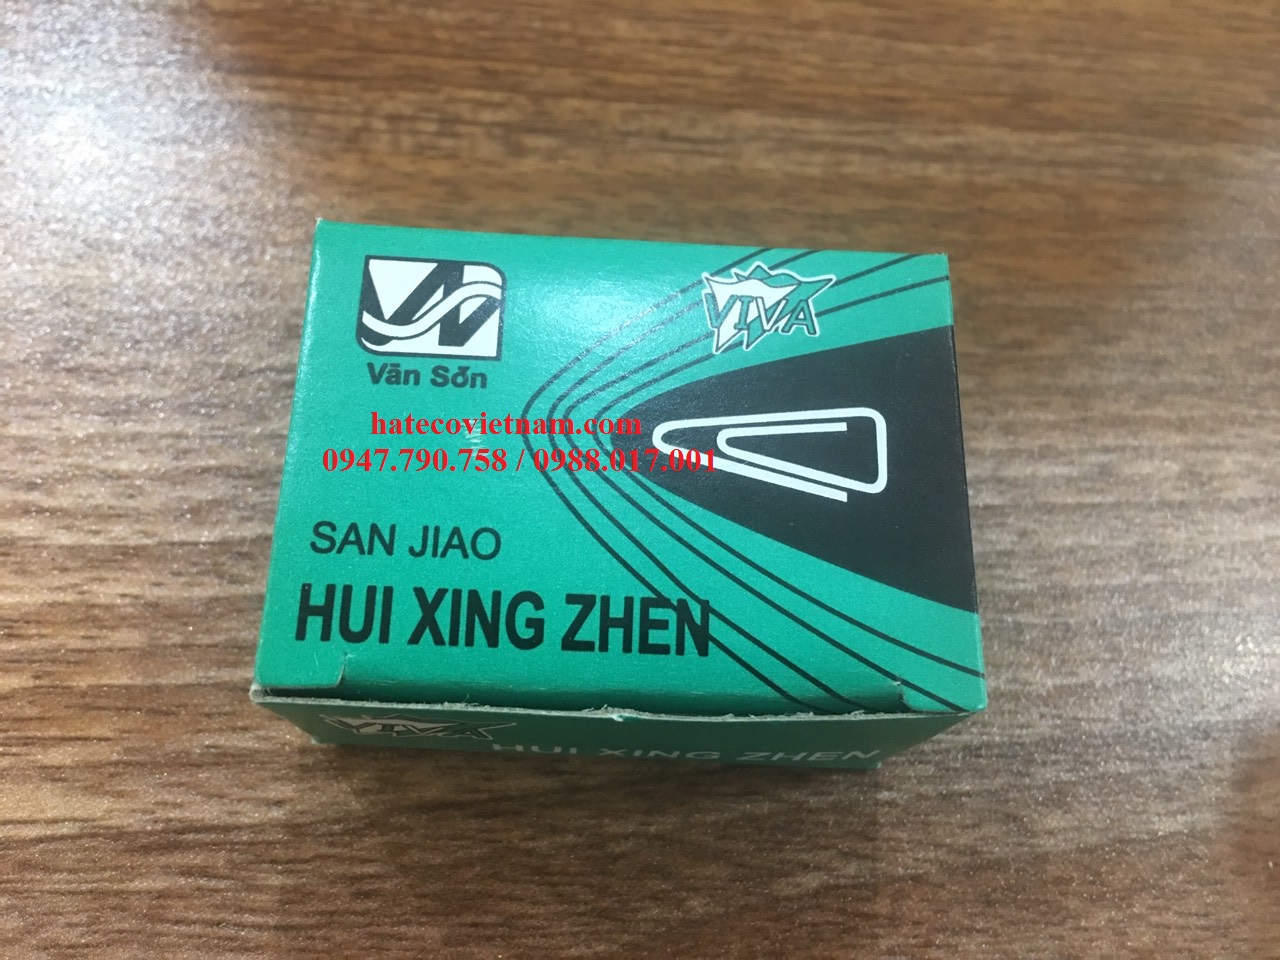 VIVA
Văn Sơn
hatecovietnam.com
0947.790.758 / 0988.017.001
SAN JIAO
HUI XING ZHEN
VIVA
HUI XING ZHEN